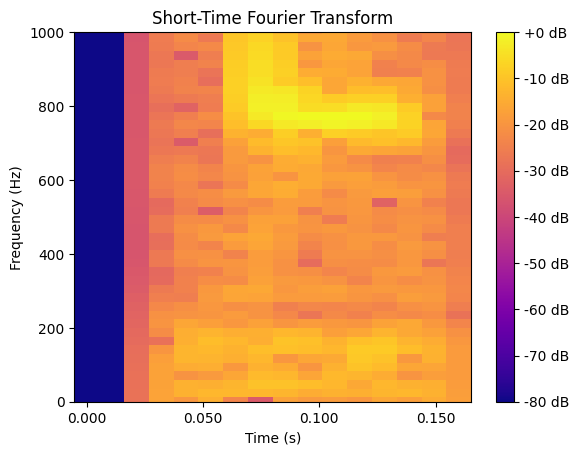 Short-Time Fourier Transform
1000
800
600
400
200
0
Frequency (Hz)
0.000
0.050
0.100
0.150
Time (s)
+0 dB
-10 dB
-20 dB
-30 dB
-40 dB
-50 dB
-60 dB
-70 dB
-80 dB